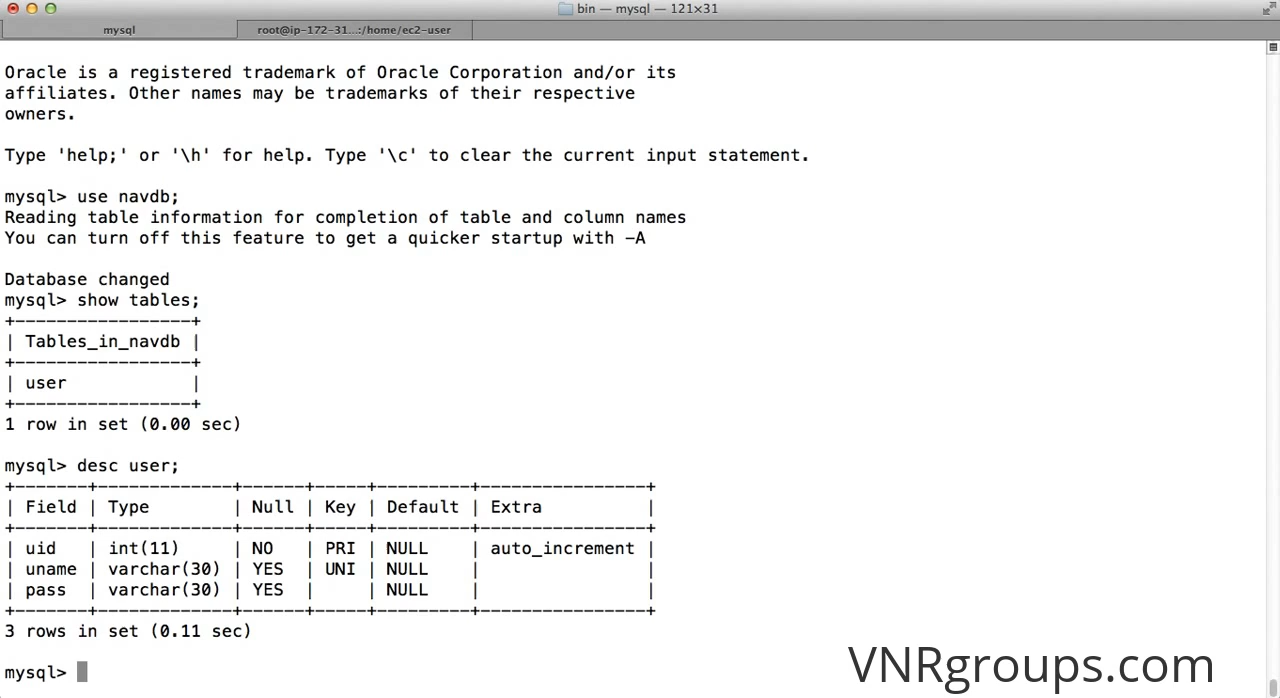 bin — mysql — 121×31
mysql
root@ip-172-31...:/home/ec2-user
Oracle is a registered trademark of Oracle Corporation and/or its
affiliates. Other names may be trademarks of their respective
owners.
Type 'help;' or '\h' for help. Type '\c' to clear the current input statement.
mysql> use navdb;
Reading table information for completion of table and column names
You can turn off this feature to get a quicker startup with -A
Database changed
mysql> show tables;
+-----------------+
| Tables_in_navdb |
+-----------------+
| user            |
+-----------------+
1 row in set (0.00 sec)
mysql> desc user;
+-------+-------------+------+-----+---------+----------------+
| Field | Type        | Null | Key | Default | Extra          |
+-------+-------------+------+-----+---------+----------------+
| uid   | int(11)     | NO   | PRI | NULL    | auto_increment |
| uname | varchar(30) | YES  | UNI | NULL    |                |
| pass  | varchar(30) | YES  |     | NULL    |                |
+-------+-------------+------+-----+---------+----------------+
3 rows in set (0.11 sec)
mysql>
VNRgroups.com